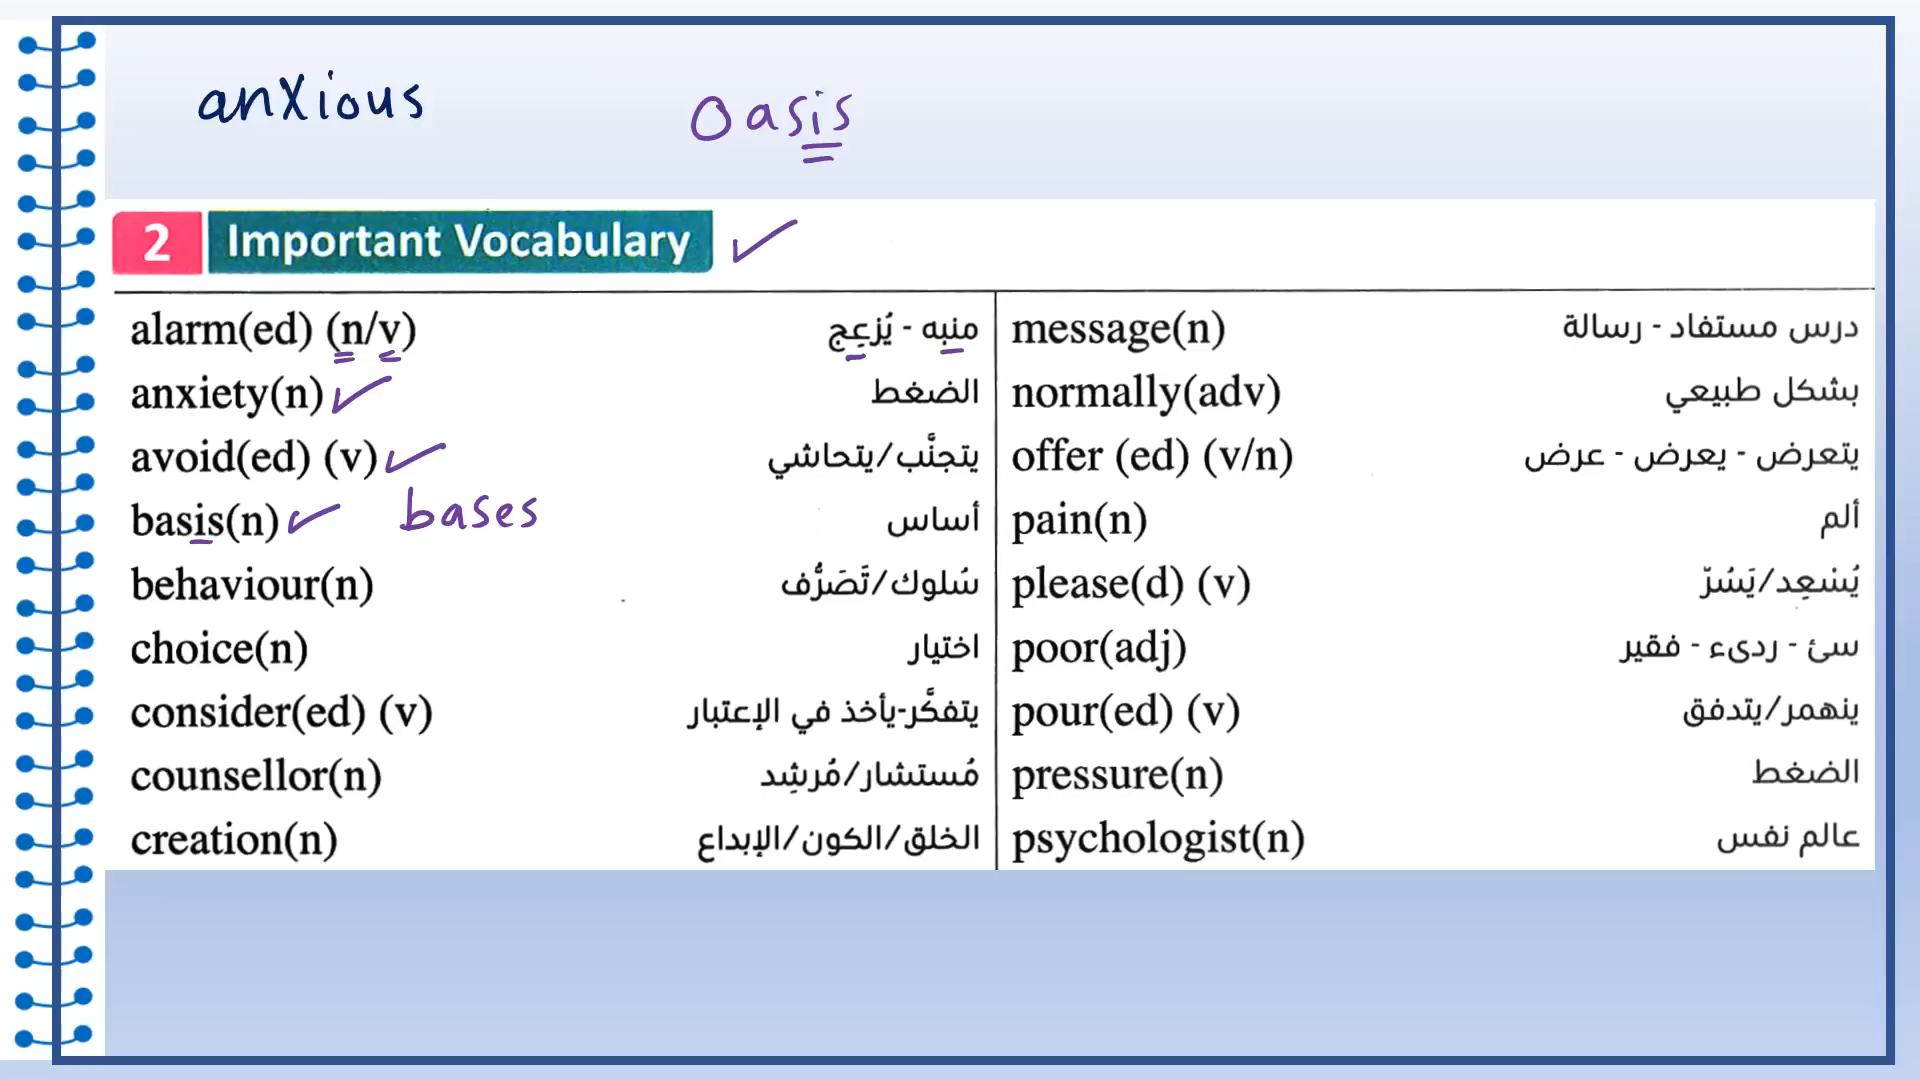 anxious
oasis
2 Important Vocabulary
alarm(ed) (n/v) منبه - يُزعِج
anxiety(n) الضغط
avoid(ed) (v) يتجنَّب/يتحاشي
basis(n) bases أساس
behaviour(n) سُلوك/تَصَرُّف
choice(n) اختيار
consider(ed) (v) يتفكَّر-يأخذ في الإعتبار
counsellor(n) مُستشار/مُرشِد
creation(n) الخلق/الكون/الإبداع
message(n) درس مستفاد - رسالة
normally(adv) بشكل طبيعي
offer (ed) (v/n) يتعرض - يعرض - عرض
pain(n) ألم
please(d) (v) يُسْعِد/يَسُرّ
poor(adj) سئ - ردىء - فقير
pour(ed) (v) ينهمر/يتدفق
pressure(n) الضغط
psychologist(n) عالم نفس